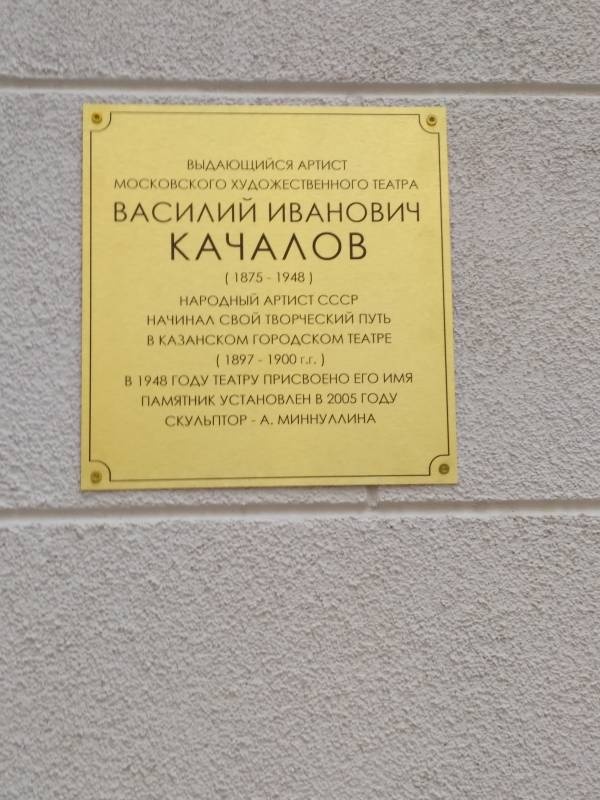 ВЫДАЮЩИЙСЯ АРТИСТ
МОСКОВСКОГО ХУДОЖЕСТВЕННОГО ТЕАТРА
ВАСИЛИЙ ИВАНОВИЧ
КАЧАЛОВ
( 1875 - 1948 )
НАРОДНЫЙ АРТИСТ СССР
НАЧИНАЛ СВОЙ ТВОРЧЕСКИЙ ПУТЬ
В КАЗАНСКОМ ГОРОДСКОМ ТЕАТРЕ
( 1897 - 1900 г.г. )
В 1948 ГОДУ ТЕАТРУ ПРИСВОЕНО ЕГО ИМЯ
ПАМЯТНИК УСТАНОВЛЕН В 2005 ГОДУ
СКУЛЬПТОР - А. МИННУЛЛИНА